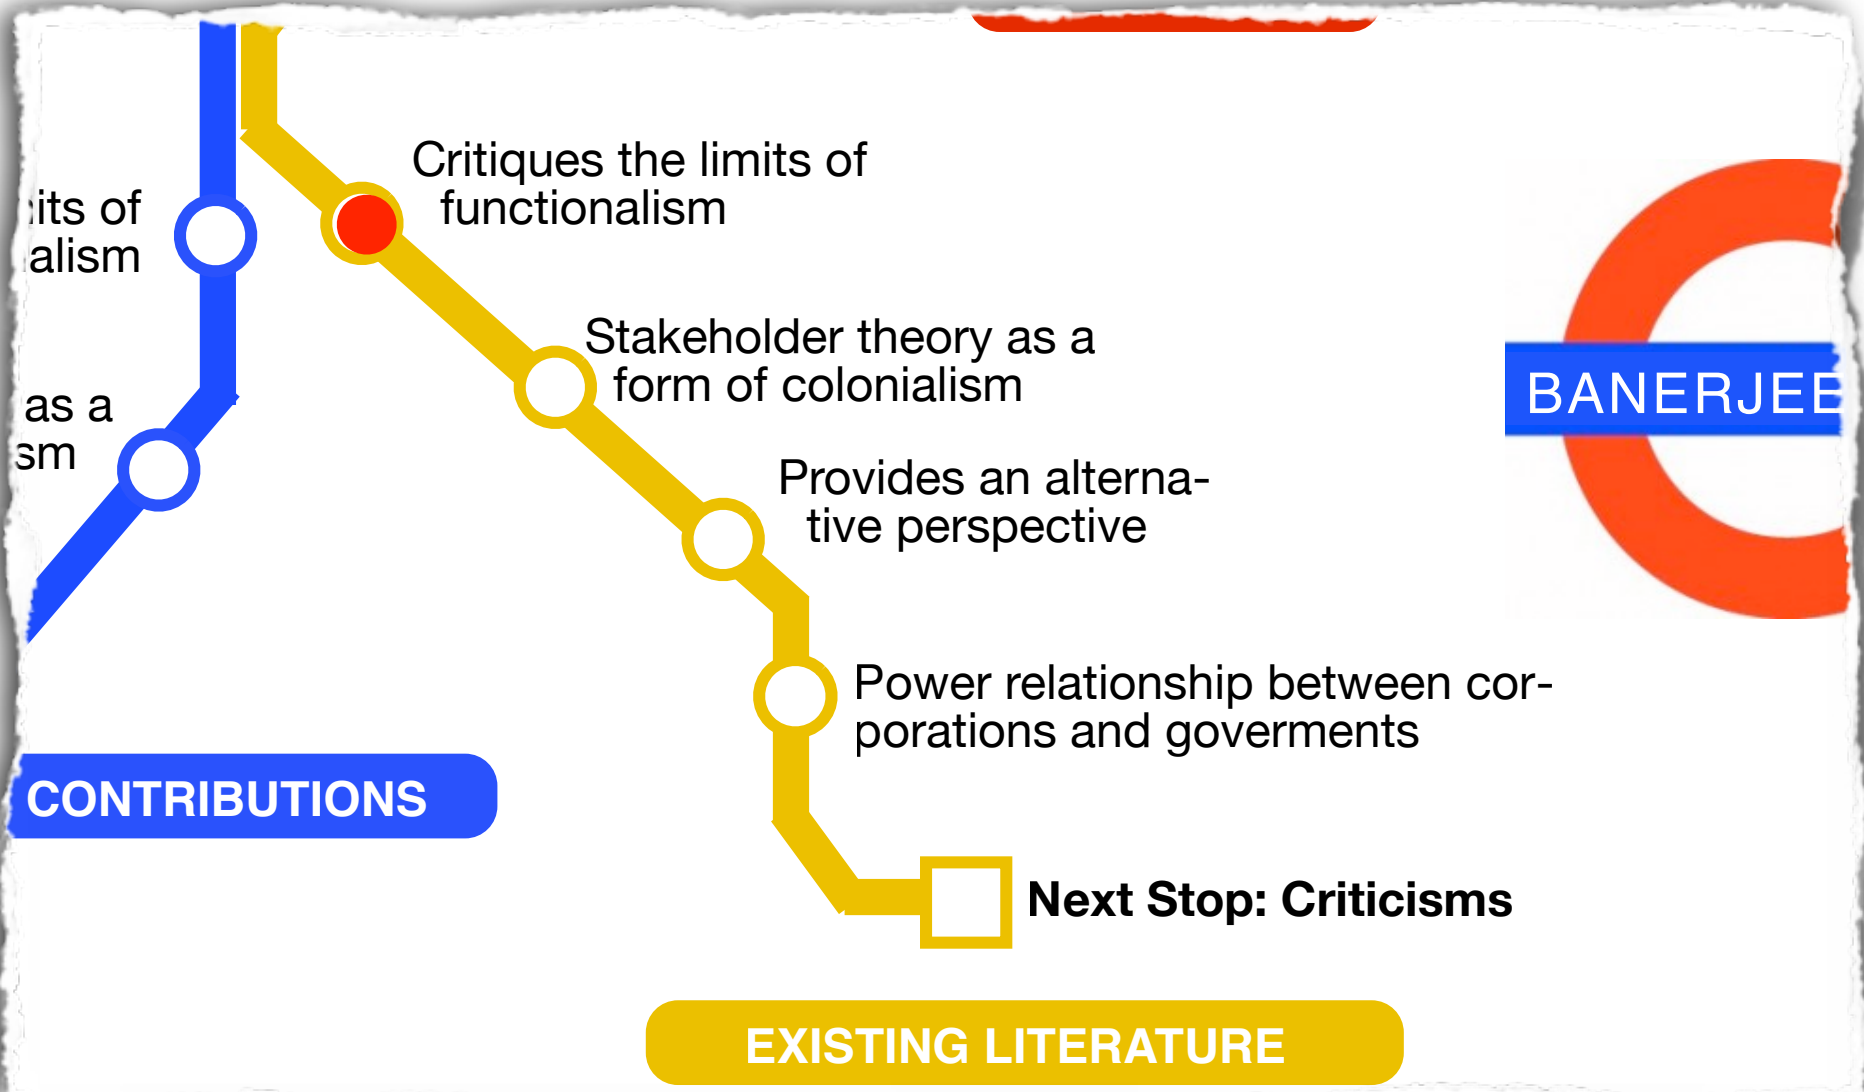 Critiques the limits of
functionalism
its of
alism
Stakeholder theory as a
form of colonialism
as a
sm
BANERJEE
Provides an alterna-
tive perspective
Power relationship between cor-
porations and goverments
CONTRIBUTIONS
Next Stop: Criticisms
EXISTING LITERATURE